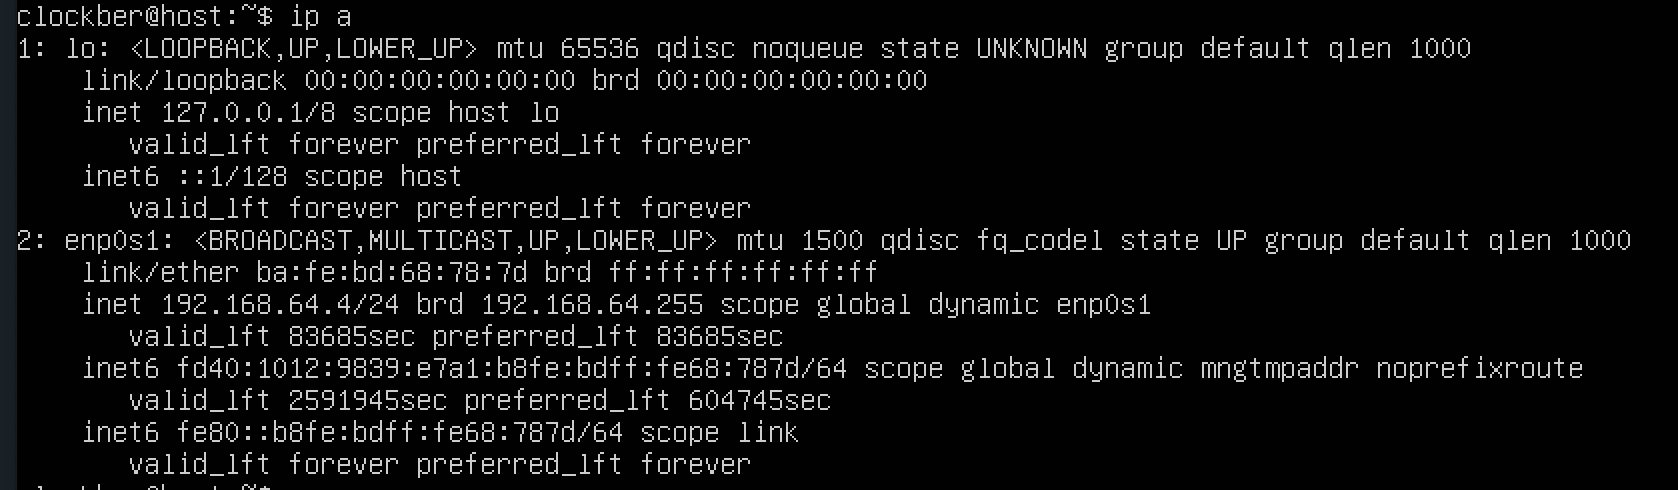 clockber@host:~$ ip a
1: lo: <LOOPBACK,UP,LOWER_UP> mtu 65536 qdisc noqueue state UNKNOWN group default qlen 1000
    link/loopback 00:00:00:00:00:00 brd 00:00:00:00:00:00
    inet 127.0.0.1/8 scope host lo
       valid_lft forever preferred_lft forever
    inet6 ::1/128 scope host
       valid_lft forever preferred_lft forever
2: enp0s1: <BROADCAST,MULTICAST,UP,LOWER_UP> mtu 1500 qdisc fq_codel state UP group default qlen 1000
    link/ether ba:fe:bd:68:78:7d brd ff:ff:ff:ff:ff:ff
    inet 192.168.64.4/24 brd 192.168.64.255 scope global dynamic enp0s1
       valid_lft 83685sec preferred_lft 83685sec
    inet6 fd40:1012:9839:e7a1:b8fe:bdff:fe68:787d/64 scope global dynamic mngtmpaddr noprefixroute
       valid_lft 2591945sec preferred_lft 604745sec
    inet6 fe80::b8fe:bdff:fe68:787d/64 scope link
       valid_lft forever preferred_lft forever